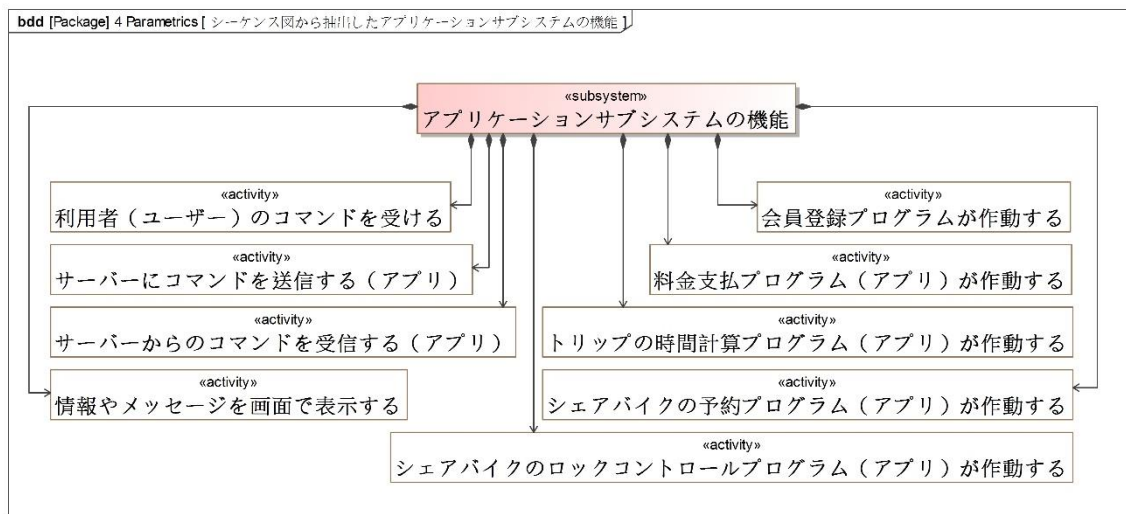 bdd [Package] 4 Parametrics [ シーケンス図から抽出したアプリケーションサブシステムの機能 ]
«subsystem»
アプリケーションサブシステムの機能
«activity»
利用者（ユーザー）のコマンドを受ける
«activity»
会員登録プログラムが作動する
«activity»
サーバーにコマンドを送信する（アプリ）
«activity»
料金支払プログラム（アプリ）が作動する
«activity»
サーバーからのコマンドを受信する（アプリ）
«activity»
トリップの時間計算プログラム（アプリ）が作動する
«activity»
情報やメッセージを画面で表示する
«activity»
シェアバイクの予約プログラム（アプリ）が作動する
«activity»
シェアバイクのロックコントロールプログラム（アプリ）が作動する